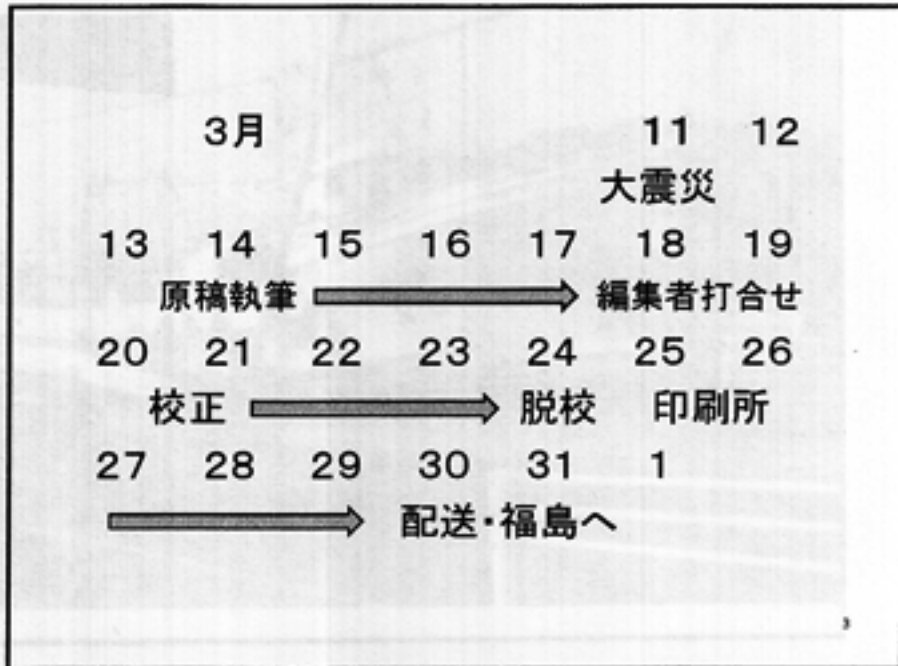 3月 11 12
大震災
13 14 15 16 17 18 19
原稿執筆 編集者打合せ
20 21 22 23 24 25 26
校正 脱校 印刷所
27 28 29 30 31 1
配送・福島へ
3